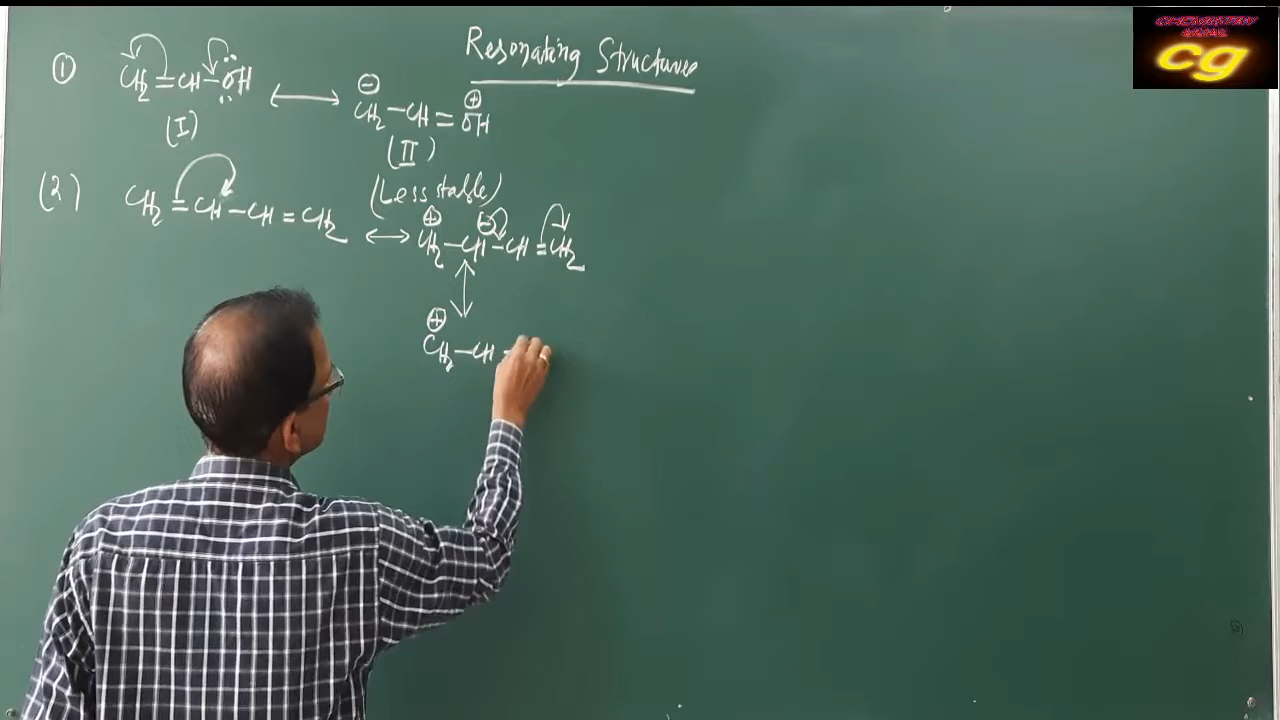 Resonating Structures
CHEMISTRY
cg
① CH₂=CH-ÖH ⟷ ⊖CH₂-CH=⊕OH
(I) (II)
(Less stable)
(2) CH₂=CH-CH=CH₂ ⟷ ⊕CH₂-⊖CH-CH=CH₂
↕
⊕CH₂-CH